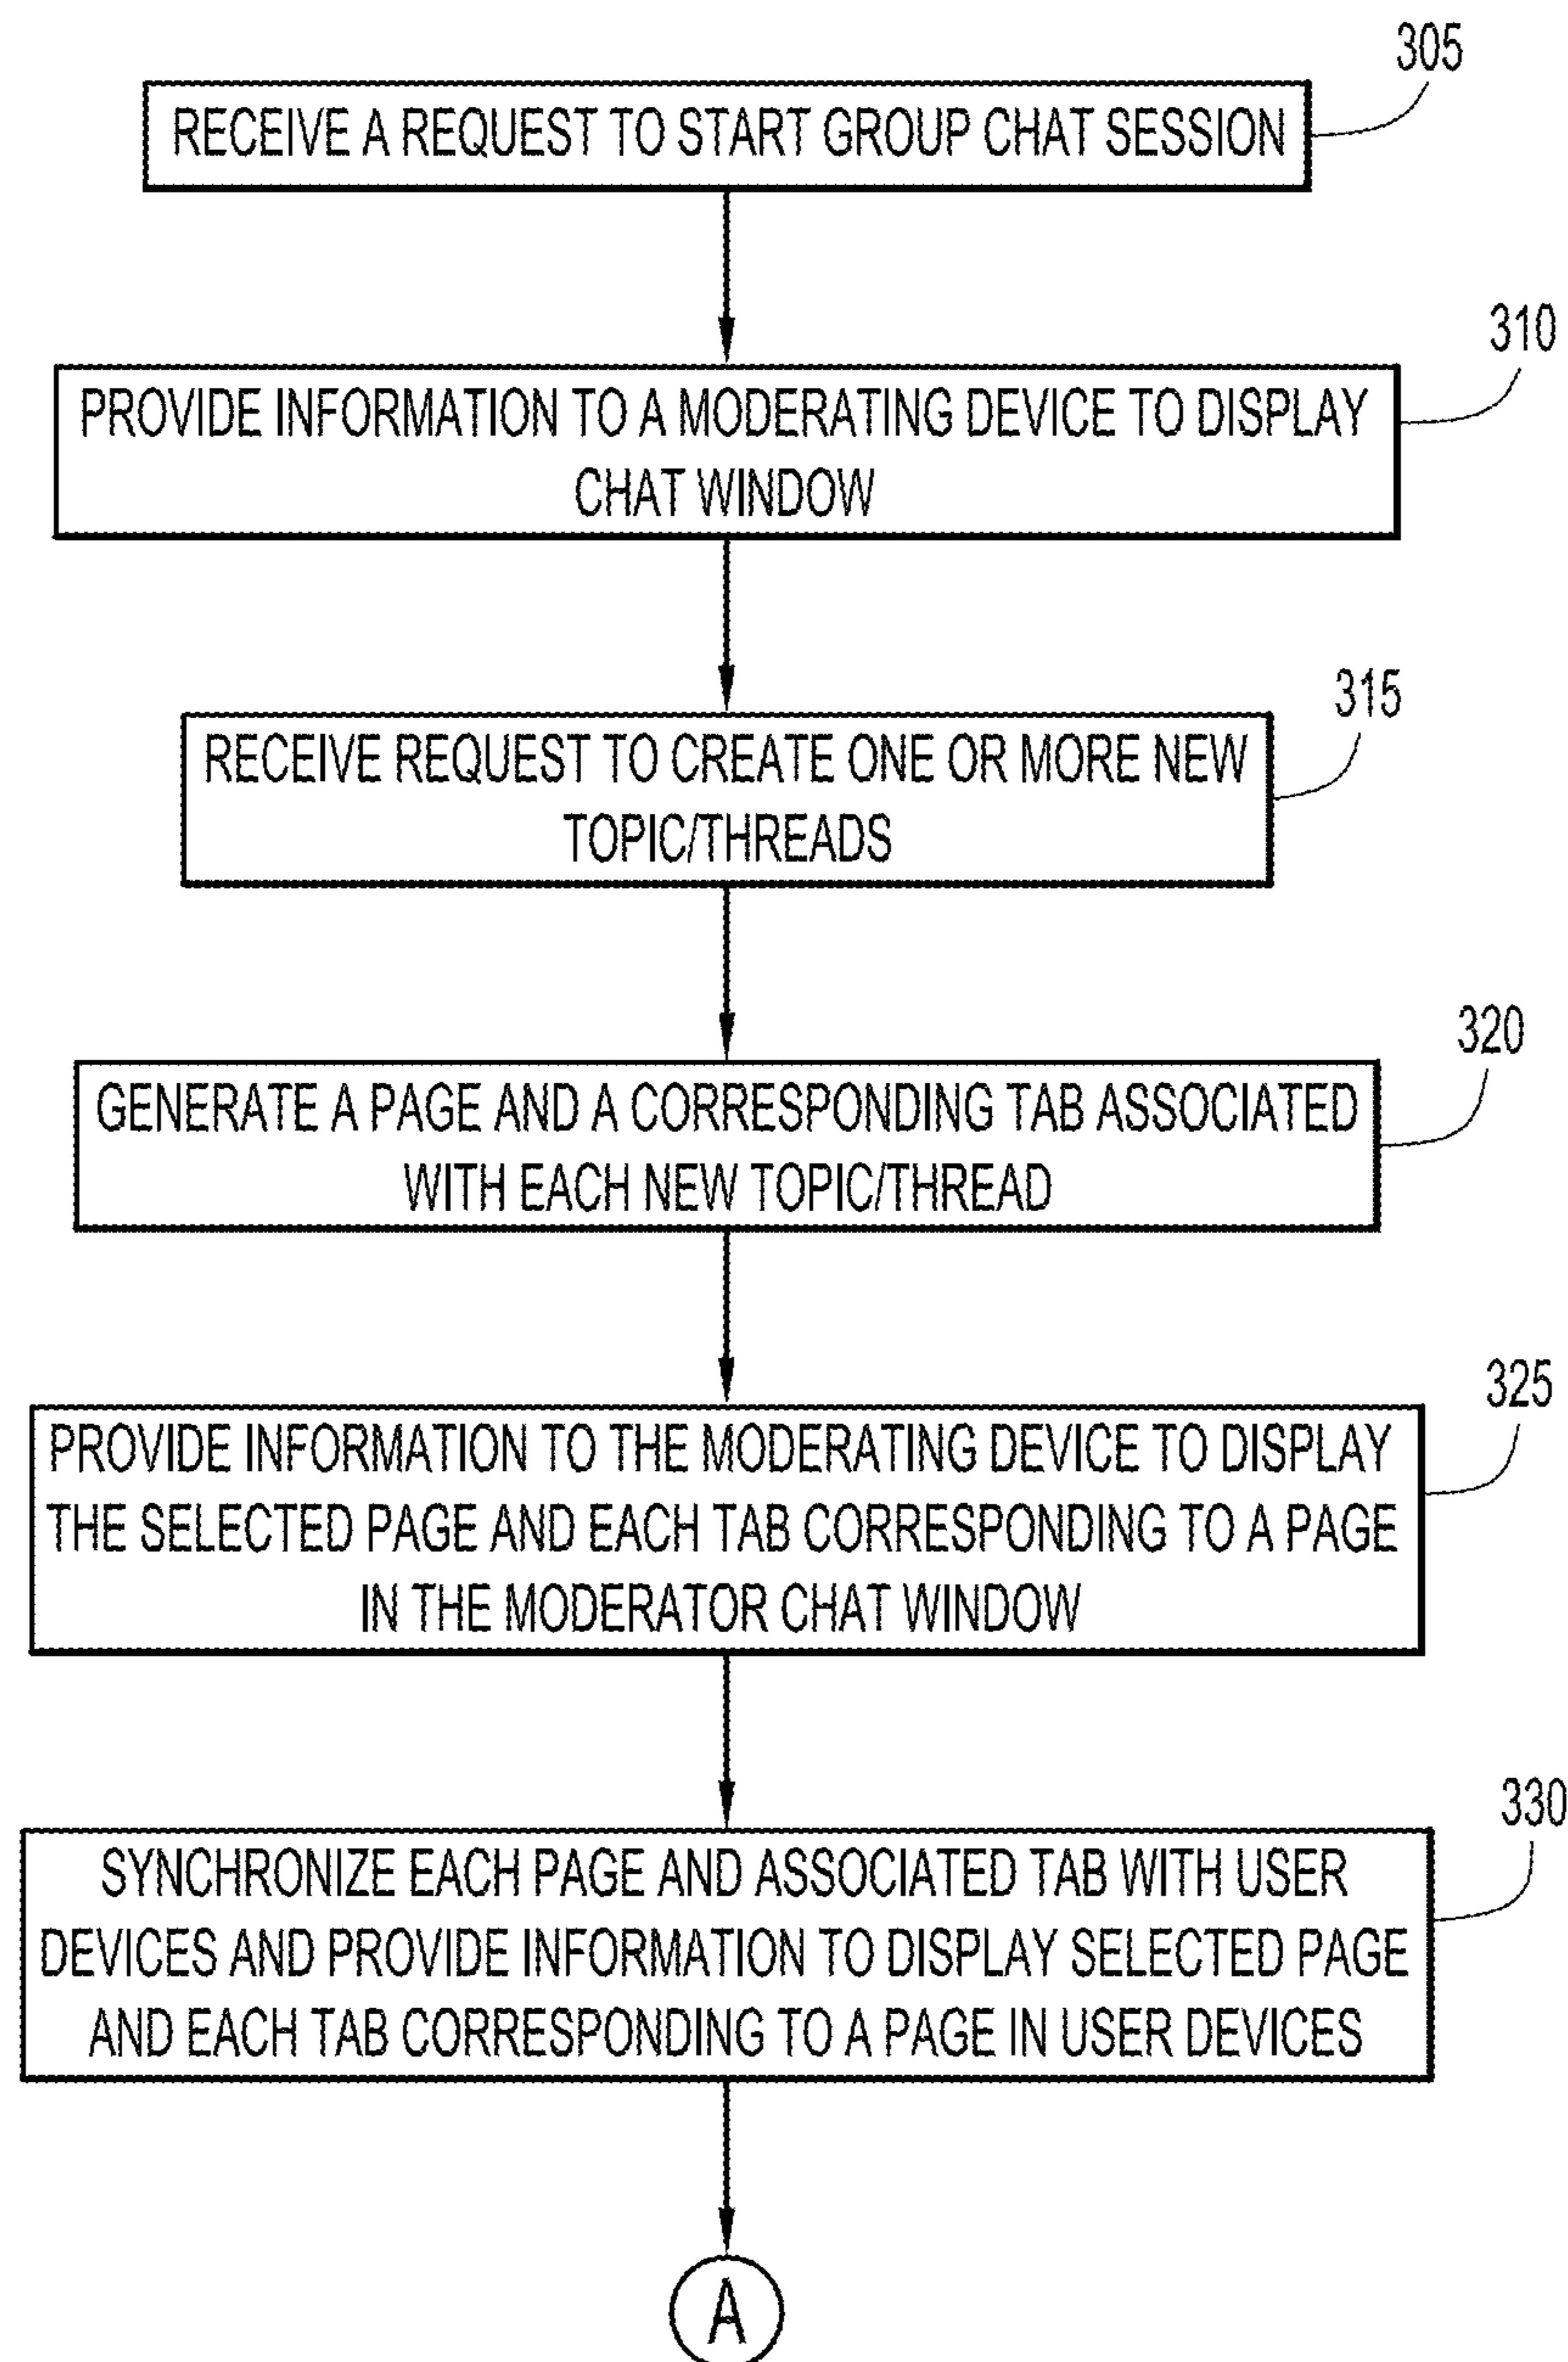 305
RECEIVE A REQUEST TO START GROUP CHAT SESSION
310
PROVIDE INFORMATION TO A MODERATING DEVICE TO DISPLAY
CHAT WINDOW
315
RECEIVE REQUEST TO CREATE ONE OR MORE NEW
TOPIC/THREADS
320
GENERATE A PAGE AND A CORRESPONDING TAB ASSOCIATED
WITH EACH NEW TOPIC/THREAD
325
PROVIDE INFORMATION TO THE MODERATING DEVICE TO DISPLAY
THE SELECTED PAGE AND EACH TAB CORRESPONDING TO A PAGE
IN THE MODERATOR CHAT WINDOW
330
SYNCHRONIZE EACH PAGE AND ASSOCIATED TAB WITH USER
DEVICES AND PROVIDE INFORMATION TO DISPLAY SELECTED PAGE
AND EACH TAB CORRESPONDING TO A PAGE IN USER DEVICES
A